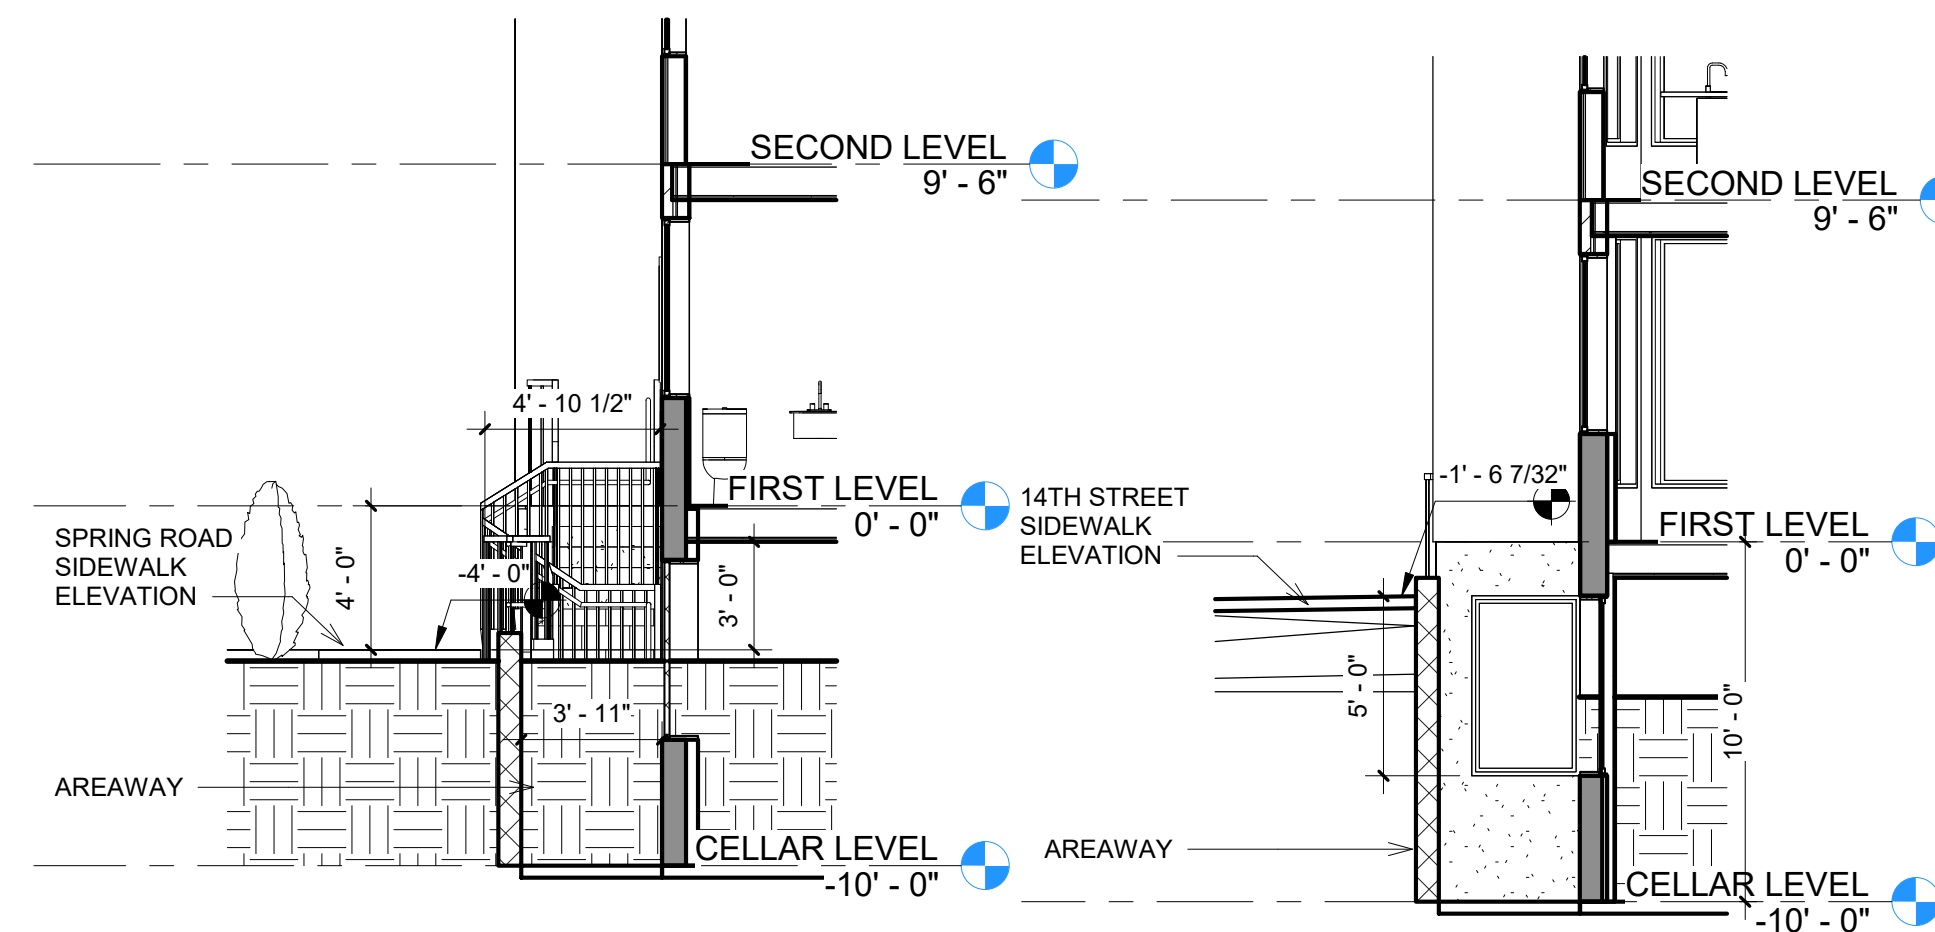 SECOND LEVEL
9' - 6"
4' - 10 1/2"
FIRST LEVEL
0' - 0"
SPRING ROAD
SIDEWALK
ELEVATION
4' - 0"
-4' - 0"
3' - 0"
3' - 11"
AREAWAY
CELLAR LEVEL
-10' - 0"
SECOND LEVEL
9' - 6"
-1' - 6 7/32"
14TH STREET
SIDEWALK
ELEVATION
FIRST LEVEL
0' - 0"
5' - 0"
10' - 0"
AREAWAY
CELLAR LEVEL
-10' - 0"